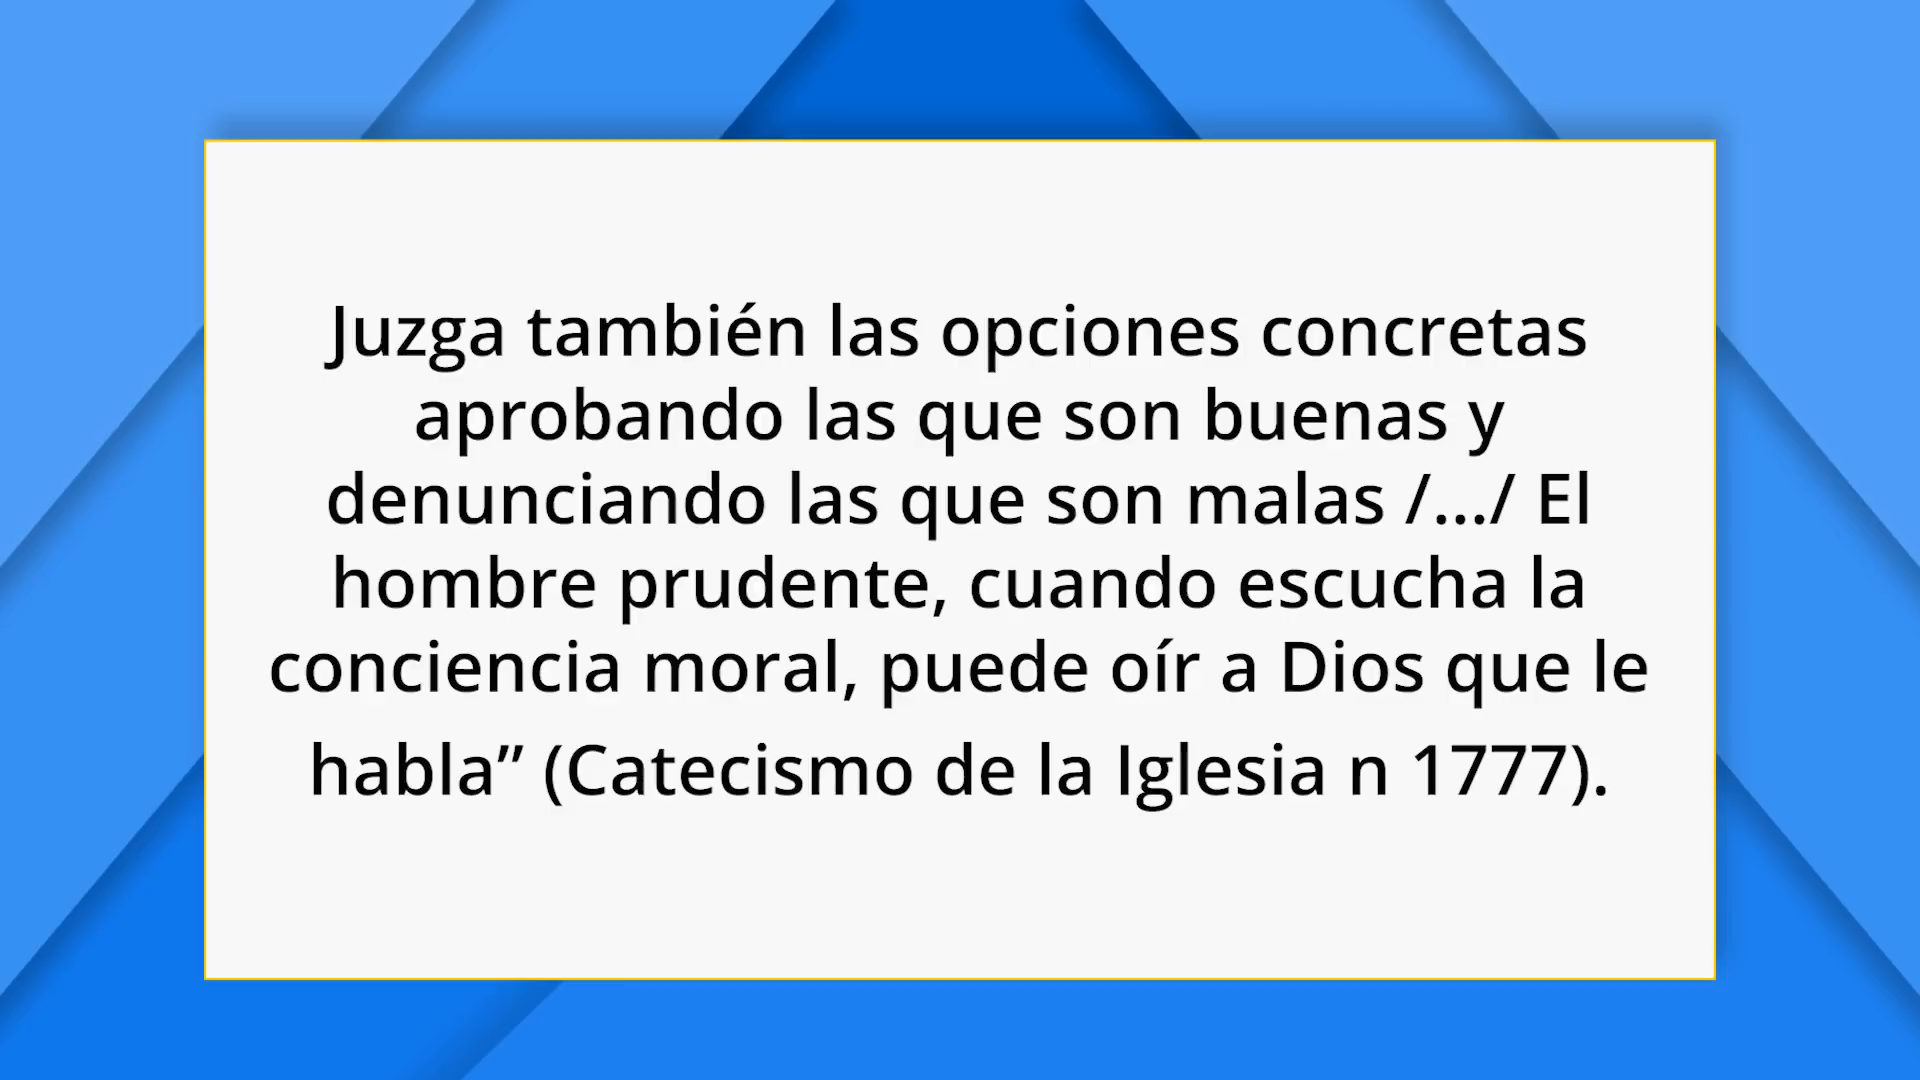 Juzga también las opciones concretas
aprobando las que son buenas y
denunciando las que son malas /.../ El
hombre prudente, cuando escucha la
conciencia moral, puede oír a Dios que le
habla” (Catecismo de la Iglesia n 1777).